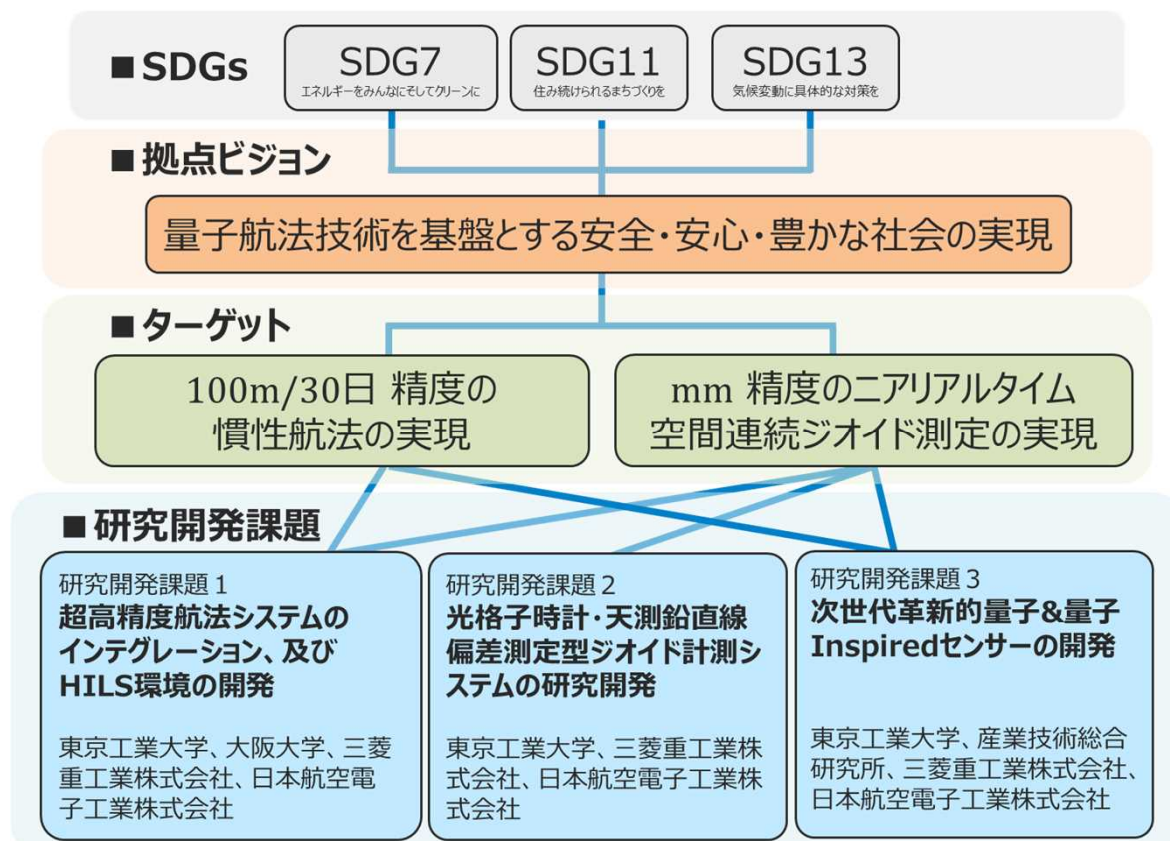 ■SDGs
SDG7
エネルギーをみんなにそしてクリーンに
SDG11
住み続けられるまちづくりを
SDG13
気候変動に具体的な対策を
■拠点ビジョン
量子航法技術を基盤とする安全・安心・豊かな社会の実現
■ターゲット
100m/30日 精度の
慣性航法の実現
mm 精度のニアリアルタイム
空間連続ジオイド測定の実現
■研究開発課題
研究開発課題1
超高精度航法システムの
インテグレーション、及び
HILS環境の開発
東京工業大学、大阪大学、三菱
重工業株式会社、日本航空電
子工業株式会社
研究開発課題2
光格子時計・天測鉛直線
偏差測定型ジオイド計測シ
ステムの研究開発
東京工業大学、三菱重工業株
式会社、日本航空電子工業株
式会社
研究開発課題3
次世代革新的量子&量子
Inspiredセンサーの開発
東京工業大学、産業技術総合
研究所、三菱重工業株式会社、
日本航空電子工業株式会社